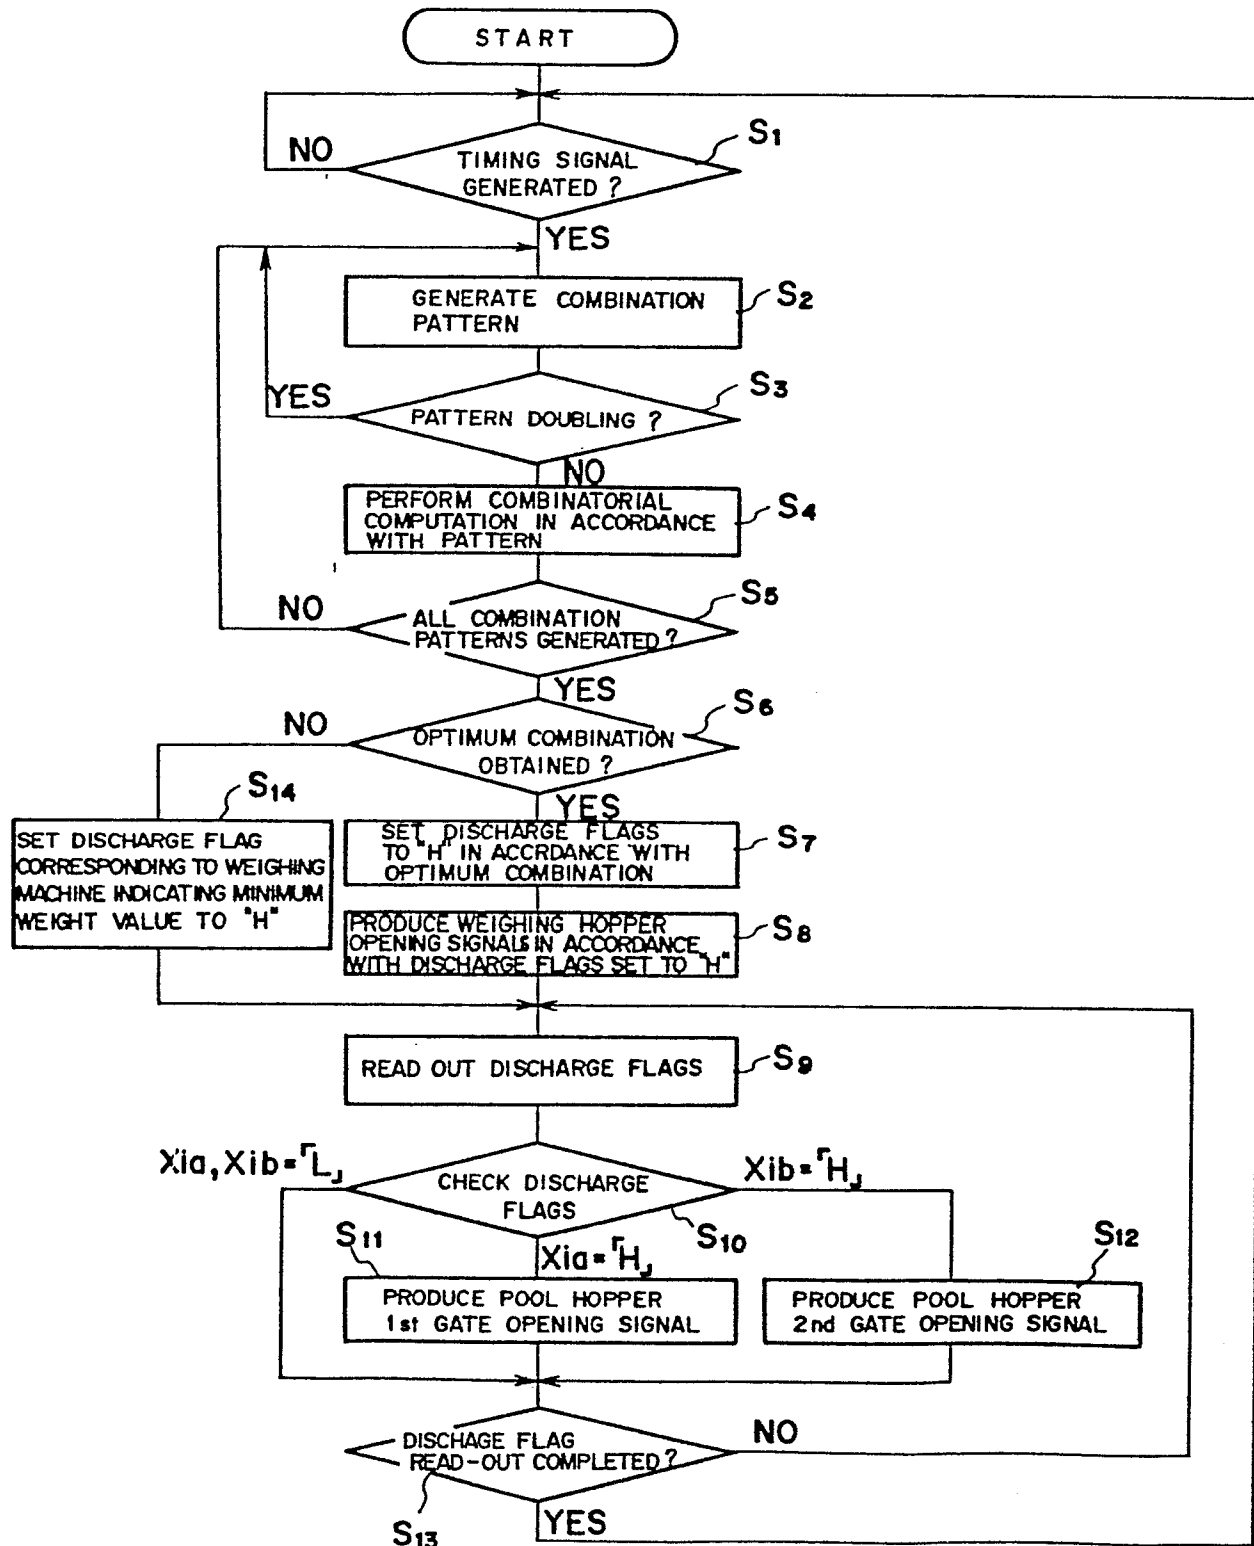 START
S1
NO
TIMING SIGNAL
GENERATED ?
YES
GENERATE COMBINATION
PATTERN
S2
YES
PATTERN DOUBLING ?
S3
NO
PERFORM COMBINATORIAL
COMPUTATION IN ACCORDANCE
WITH PATTERN
S4
NO
ALL COMBINATION
PATTERNS GENERATED ?
S5
YES
NO
OPTIMUM COMBINATION
OBTAINED ?
S6
S14
YES
SET DISCHARGE FLAG
CORRESPONDING TO WEIGHING
MACHINE INDICATING MINIMUM
WEIGHT VALUE TO "H"
SET DISCHARGE FLAGS
TO "H" IN ACCRDANCE WITH
OPTIMUM COMBINATION
S7
PRODUCE WEIGHING HOPPER
OPENING SIGNALS IN ACCORDANCE
WITH DISCHARGE FLAGS SET TO "H"
S8
READ OUT DISCHARGE FLAGS
S9
Xia, Xib=「L」
CHECK DISCHARGE
FLAGS
Xib=「H」
S10
S11
Xia=「H」
S12
PRODUCE POOL HOPPER
1st GATE OPENING SIGNAL
PRODUCE POOL HOPPER
2nd GATE OPENING SIGNAL
DISCHAGE FLAG
READ-OUT COMPLETED ?
NO
S13
YES